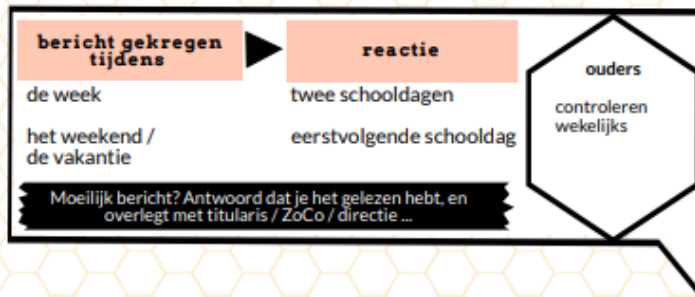 bericht gekregen
tijdens
reactie
de week
twee schooldagen
het weekend /
de vakantie
eerstvolgende schooldag
Moeilijk bericht? Antwoord dat je het gelezen hebt, en
overlegt met titularis / ZoCo / directie ...
ouders
controleren
wekelijks